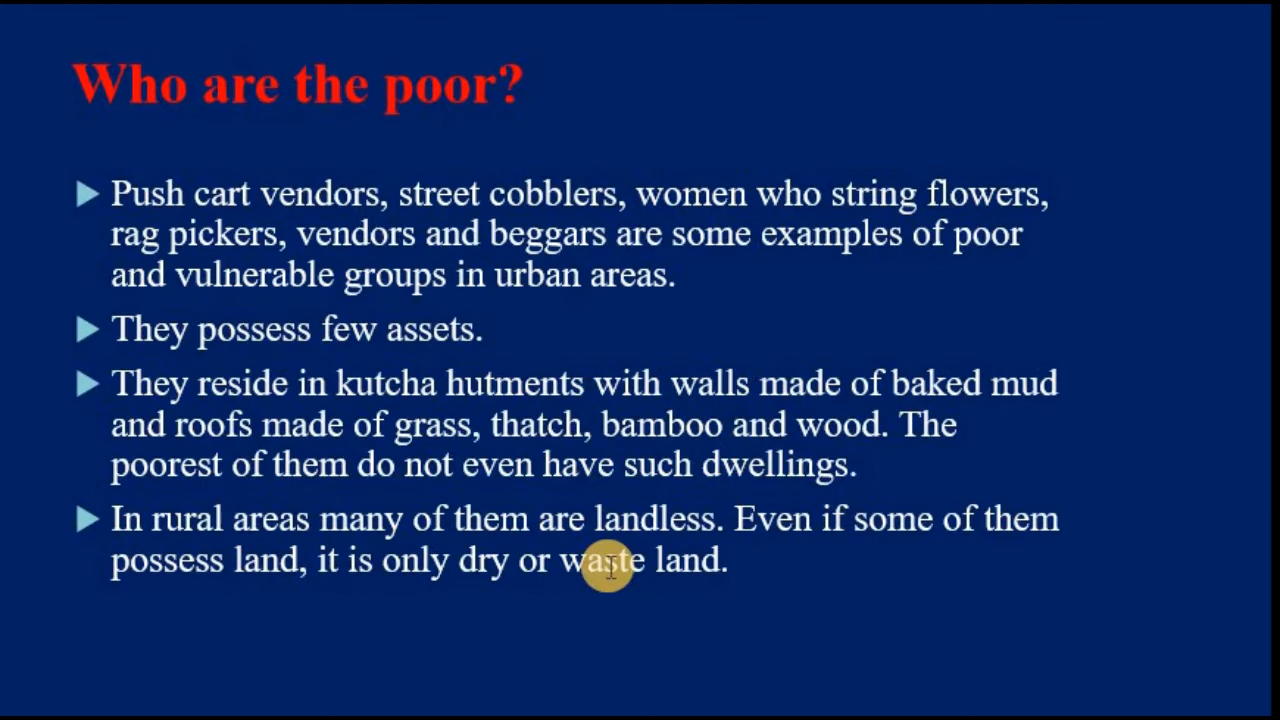 Who are the poor?
Push cart vendors, street cobblers, women who string flowers,
rag pickers, vendors and beggars are some examples of poor
and vulnerable groups in urban areas.
They possess few assets.
They reside in kutcha hutments with walls made of baked mud
and roofs made of grass, thatch, bamboo and wood. The
poorest of them do not even have such dwellings.
In rural areas many of them are landless. Even if some of them
possess land, it is only dry or waste land.